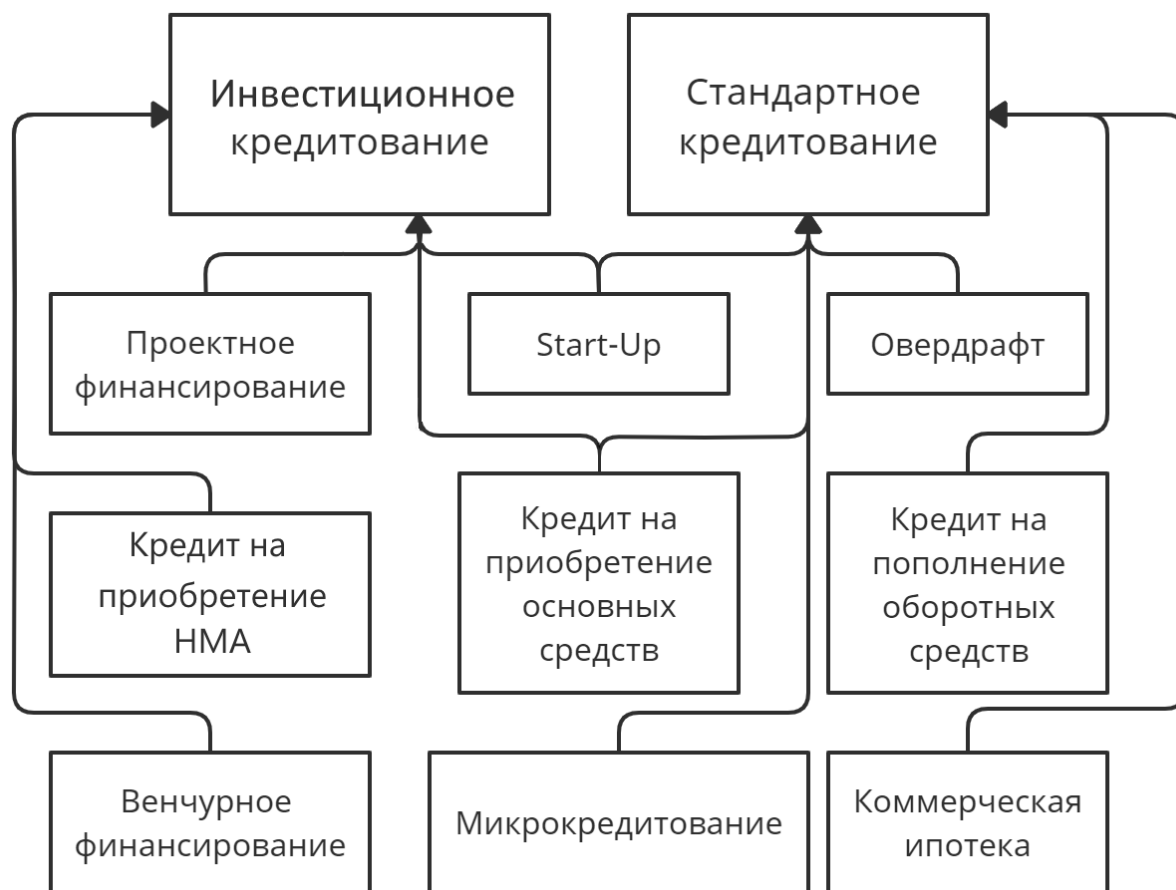 Инвестиционное
кредитование
Стандартное
кредитование
Проектное
финансирование
Start-Up
Овердрафт
Кредит на
приобретение
НМА
Кредит на
приобретение
основных
средств
Кредит на
пополнение
оборотных
средств
Венчурное
финансирование
Микрокредитование
Коммерческая
ипотека